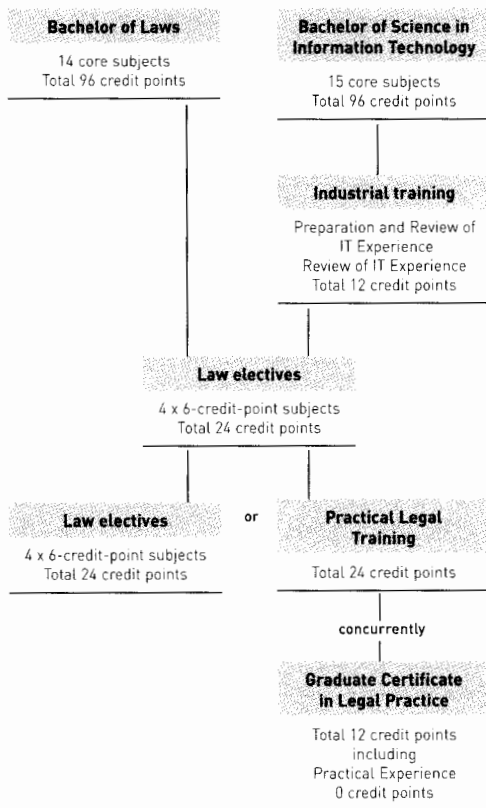 Bachelor of Laws
14 core subjects
Total 96 credit points
Bachelor of Science in
Information Technology
15 core subjects
Total 96 credit points
Industrial training
Preparation and Review of
IT Experience
Review of IT Experience
Total 12 credit points
Law electives
4 x 6-credit-point subjects
Total 24 credit points
Law electives
4 x 6-credit-point subjects
Total 24 credit points
or
Practical Legal
Training
Total 24 credit points
concurrently
Graduate Certificate
in Legal Practice
Total 12 credit points
including
Practical Experience
0 credit points